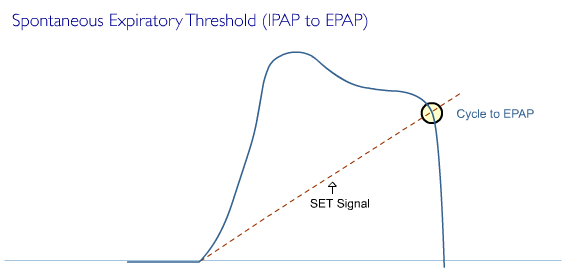 Spontaneous Expiratory Threshold (IPAP to EPAP)
Cycle to EPAP
SET Signal